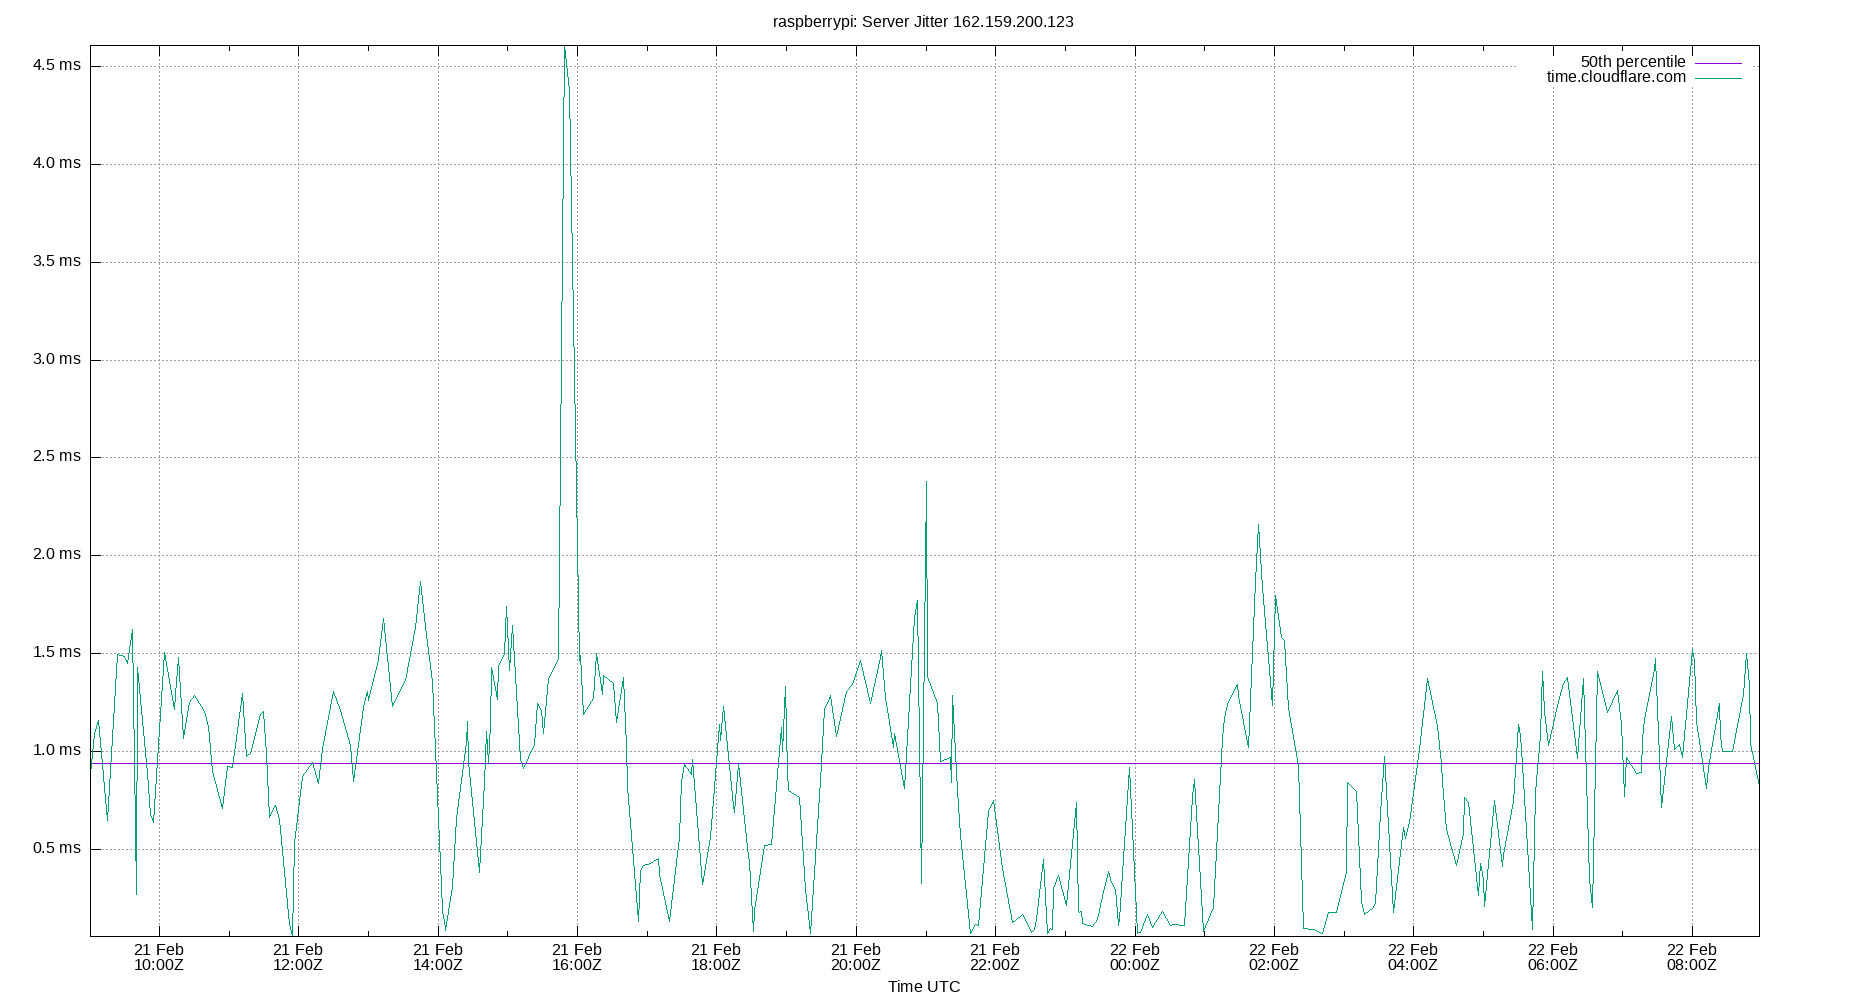 raspberrypi: Server Jitter 162.159.200.123
50th percentile
time.cloudflare.com
4.5 ms
4.0 ms
3.5 ms
3.0 ms
2.5 ms
2.0 ms
1.5 ms
1.0 ms
0.5 ms
21 Feb 21 Feb 21 Feb 21 Feb 21 Feb 21 Feb 21 Feb 22 Feb 22 Feb 22 Feb 22 Feb 22 Feb
10:00Z 12:00Z 14:00Z 16:00Z 18:00Z 20:00Z 22:00Z 00:00Z 02:00Z 04:00Z 06:00Z 08:00Z
Time UTC